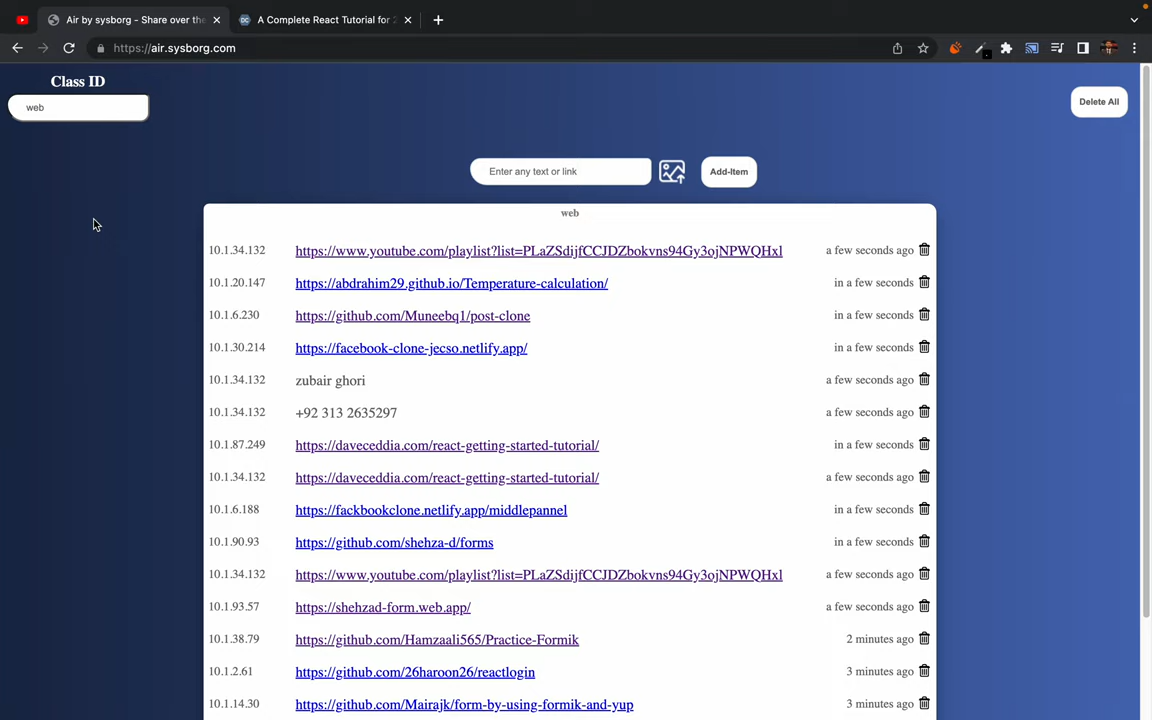 Air by sysborg - Share over the
A Complete React Tutorial for 2
https://air.sysborg.com
Class ID
web
Delete All
Enter any text or link
Add-Item
web
10.1.34.132 https://www.youtube.com/playlist?list=PLaZSdijfCCJDZbokvns94Gy3ojNPWQHxl a few seconds ago
10.1.20.147 https://abdrahim29.github.io/Temperature-calculation/ in a few seconds
10.1.6.230 https://github.com/Muneebq1/post-clone in a few seconds
10.1.30.214 https://facebook-clone-jecso.netlify.app/ in a few seconds
10.1.34.132 zubair ghori a few seconds ago
10.1.34.132 +92 313 2635297 a few seconds ago
10.1.87.249 https://daveceddia.com/react-getting-started-tutorial/ in a few seconds
10.1.34.132 https://daveceddia.com/react-getting-started-tutorial/ a few seconds ago
10.1.6.188 https://fackbookclone.netlify.app/middlepannel in a few seconds
10.1.90.93 https://github.com/shehza-d/forms in a few seconds
10.1.34.132 https://www.youtube.com/playlist?list=PLaZSdijfCCJDZbokvns94Gy3ojNPWQHxl a few seconds ago
10.1.93.57 https://shehzad-form.web.app/ a few seconds ago
10.1.38.79 https://github.com/Hamzaali565/Practice-Formik 2 minutes ago
10.1.2.61 https://github.com/26haroon26/reactlogin 3 minutes ago
10.1.14.30 https://github.com/Mairajk/form-by-using-formik-and-yup 3 minutes ago